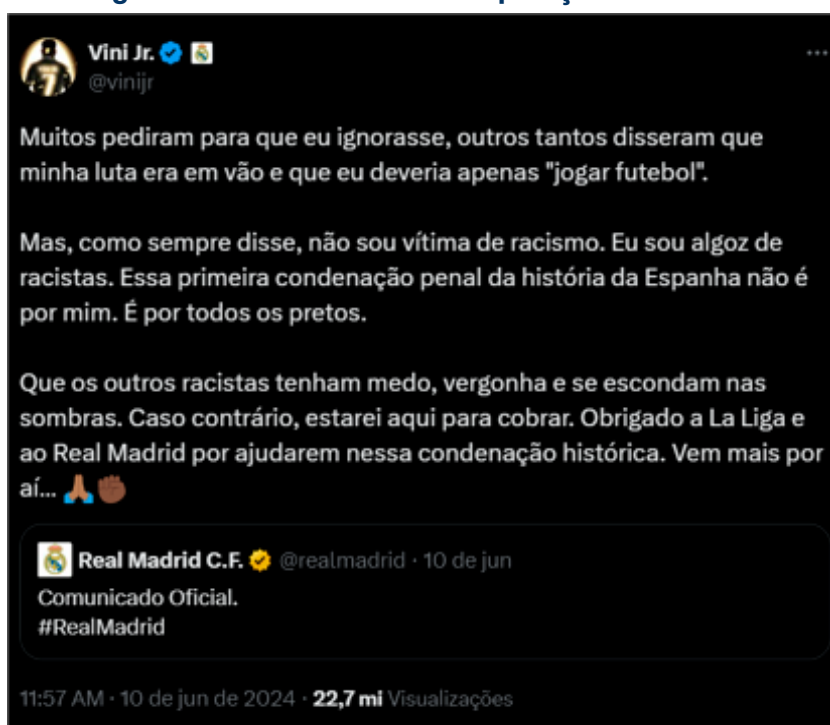 Vini Jr.
@vinijr
Muitos pediram para que eu ignorasse, outros tantos disseram que
minha luta era em vão e que eu deveria apenas "jogar futebol".
Mas, como sempre disse, não sou vítima de racismo. Eu sou algoz de
racistas. Essa primeira condenação penal da história da Espanha não é
por mim. É por todos os pretos.
Que os outros racistas tenham medo, vergonha e se escondam nas
sombras. Caso contrário, estarei aqui para cobrar. Obrigado a La Liga e
ao Real Madrid por ajudarem nessa condenação histórica. Vem mais por
aí... 🙏🏽✊🏾
Real Madrid C.F. @realmadrid · 10 de jun
Comunicado Oficial.
#RealMadrid
11:57 AM · 10 de jun de 2024 · 22,7 mi Visualizações